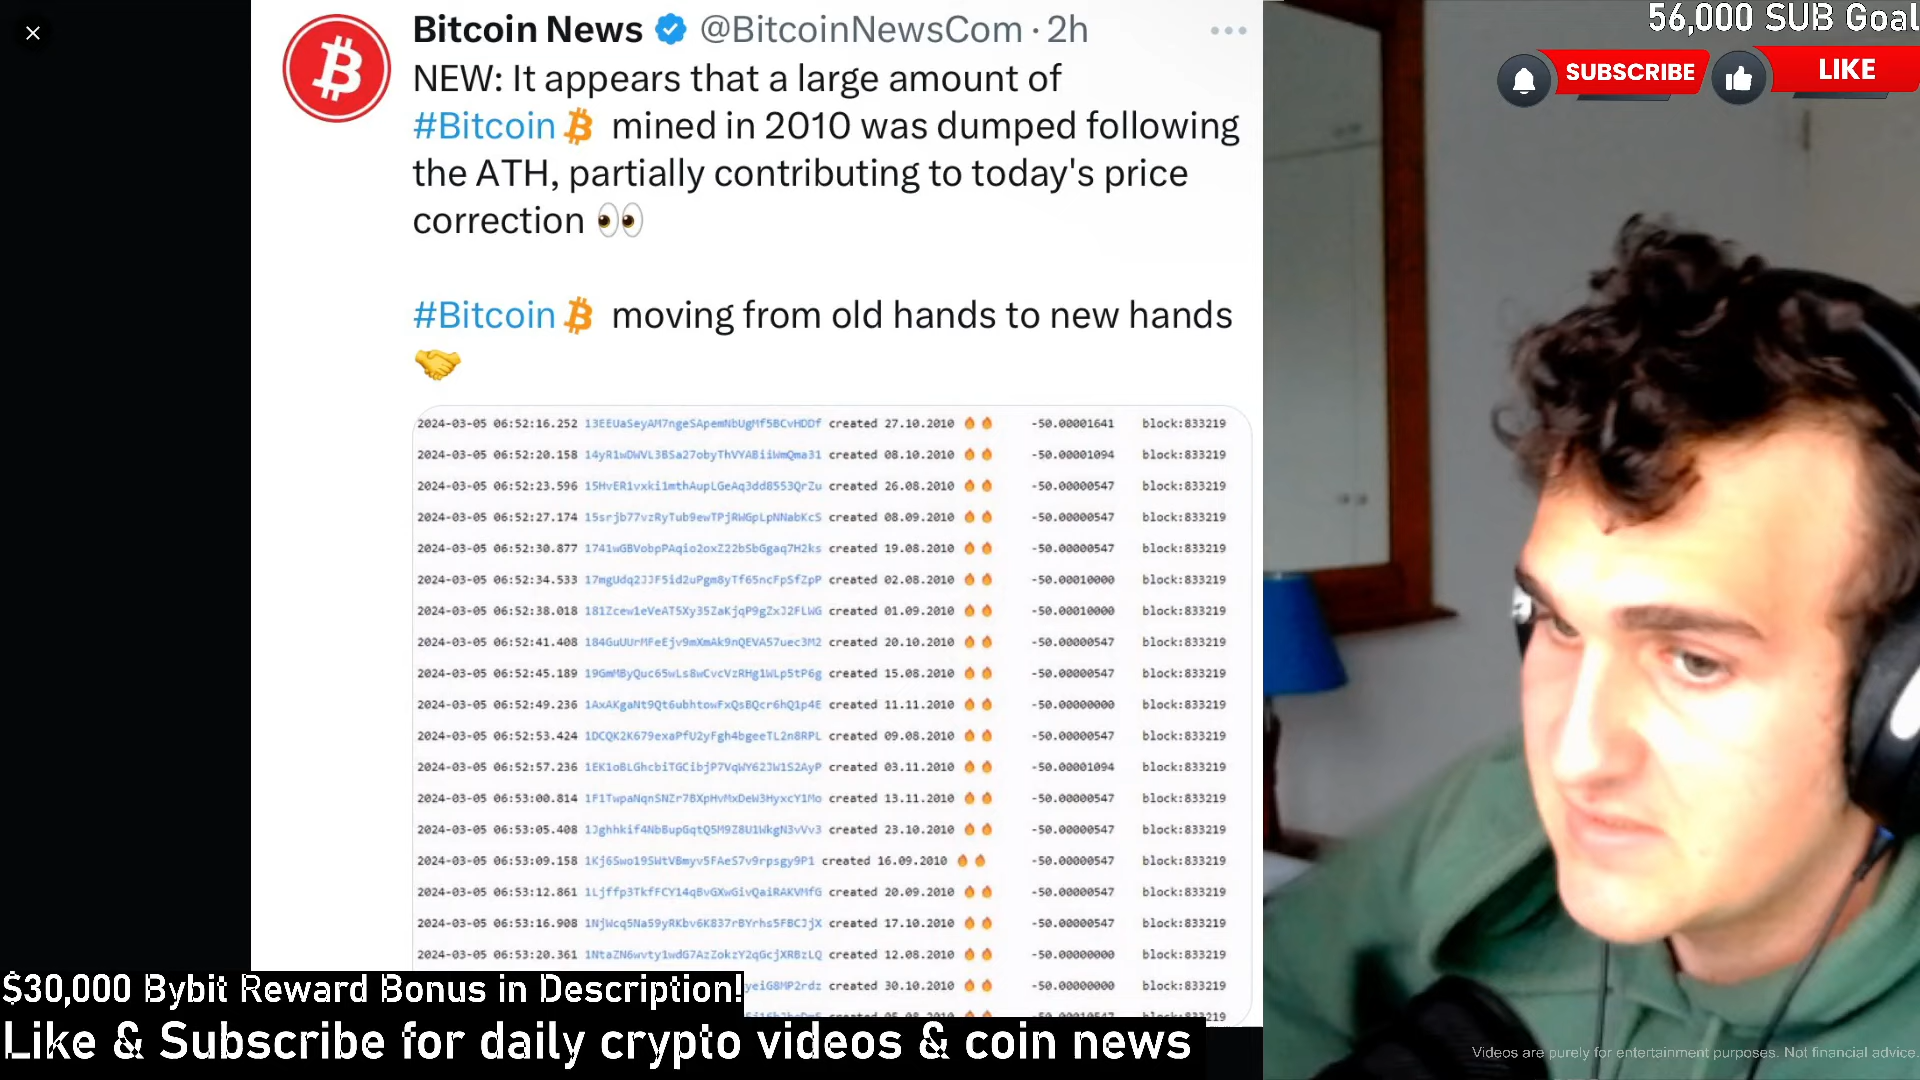 Bitcoin News @BitcoinNewsCom · 2h
NEW: It appears that a large amount of
#Bitcoin mined in 2010 was dumped following
the ATH, partially contributing to today's price
correction 👀
#Bitcoin moving from old hands to new hands
🤝
2024-03-05 06:52:16.252 created 27.10.2010 🔥🔥 -50.00001641 block:833219
2024-03-05 06:52:20.158 created 08.10.2010 🔥🔥 -50.00001094 block:833219
2024-03-05 06:52:23.596 created 26.08.2010 🔥🔥 -50.00000547 block:833219
2024-03-05 06:52:27.174 created 08.09.2010 🔥🔥 -50.00000547 block:833219
2024-03-05 06:52:30.877 created 19.08.2010 🔥🔥 -50.00000547 block:833219
2024-03-05 06:52:34.533 created 02.08.2010 🔥🔥 -50.00010000 block:833219
2024-03-05 06:52:38.018 created 01.09.2010 🔥🔥 -50.00010000 block:833219
2024-03-05 06:52:41.408 created 20.10.2010 🔥🔥 -50.00000547 block:833219
2024-03-05 06:52:45.189 created 15.08.2010 🔥🔥 -50.00000547 block:833219
2024-03-05 06:52:49.236 created 11.11.2010 🔥🔥 -50.00000000 block:833219
2024-03-05 06:52:53.424 created 09.08.2010 🔥🔥 -50.00000547 block:833219
2024-03-05 06:52:57.236 created 03.11.2010 🔥🔥 -50.00001094 block:833219
2024-03-05 06:53:00.814 created 13.11.2010 🔥🔥 -50.00000547 block:833219
2024-03-05 06:53:05.408 created 23.10.2010 🔥🔥 -50.00000547 block:833219
2024-03-05 06:53:09.158 created 16.09.2010 🔥🔥 -50.00000547 block:833219
2024-03-05 06:53:12.861 created 20.09.2010 🔥🔥 -50.00000547 block:833219
2024-03-05 06:53:16.908 created 17.10.2010 🔥🔥 -50.00000547 block:833219
2024-03-05 06:53:20.361 created 12.08.2010 🔥🔥 -50.00000000 block:833219
created 30.10.2010 🔥🔥 -50.00000000 block:833219
$30,000 Bybit Reward Bonus in Description!
Like & Subscribe for daily crypto videos & coin news
56,000 SUB Goal
SUBSCRIBE
LIKE
Videos are purely for entertainment purposes. Not financial advice.